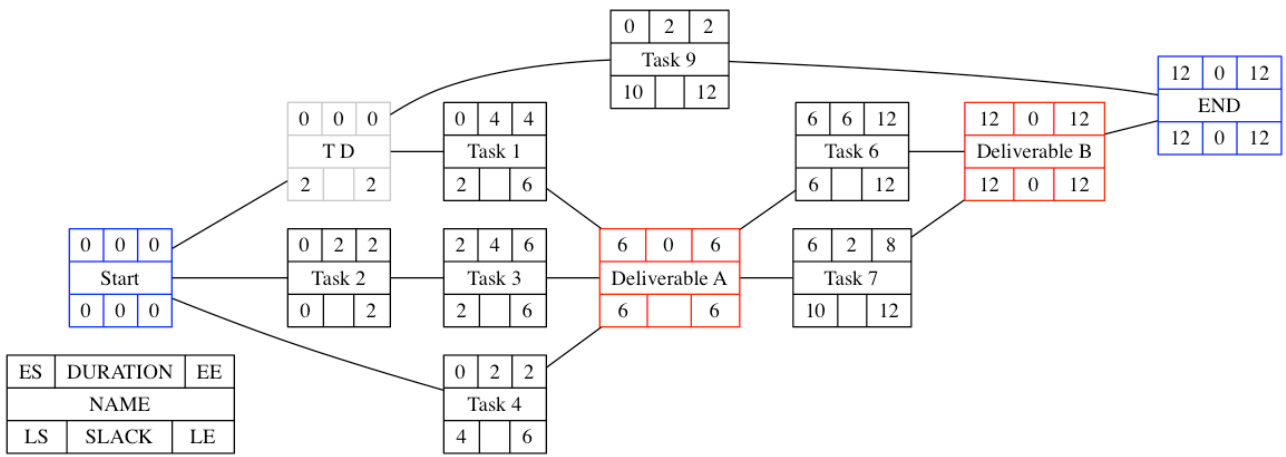 0 2 2
Task 9
10 12
12 0 12
END
12 0 12
0 0 0
T D
2 2
0 4 4
Task 1
2 6
6 6 12
Task 6
6 12
12 0 12
Deliverable B
12 0 12
0 0 0
Start
0 0 0
0 2 2
Task 2
0 2
2 4 6
Task 3
2 6
6 0 6
Deliverable A
6 6
6 2 8
Task 7
10 12
ES DURATION EE
NAME
LS SLACK LE
0 2 2
Task 4
4 6